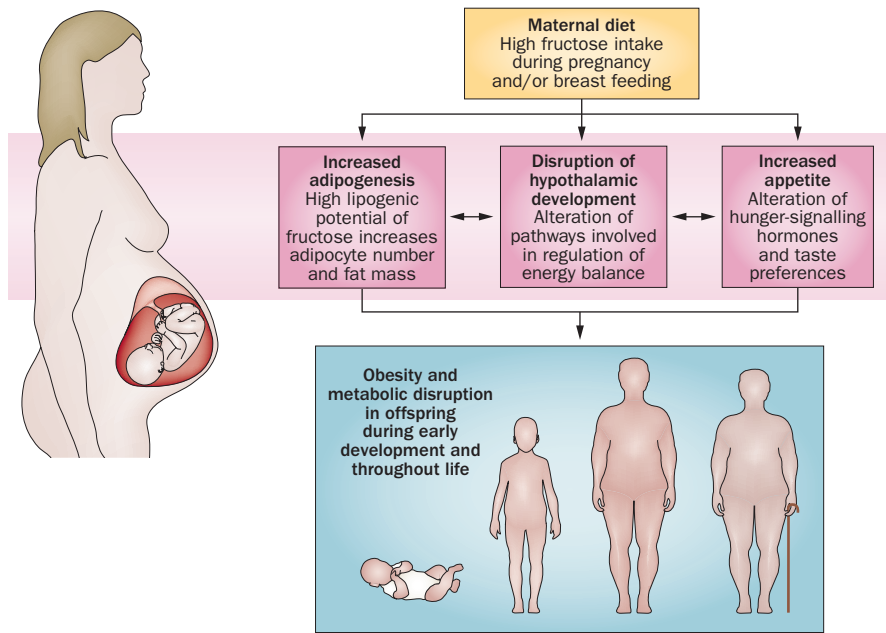 Maternal diet
High fructose intake
during pregnancy
and/or breast feeding
Increased
adipogenesis
High lipogenic
potential of
fructose increases
adipocyte number
and fat mass
Disruption of
hypothalamic
development
Alteration of
pathways involved
in regulation of
energy balance
Increased
appetite
Alteration of
hunger-signalling
hormones
and taste
preferences
Obesity and
metabolic disruption
in offspring
during early
development and
throughout life